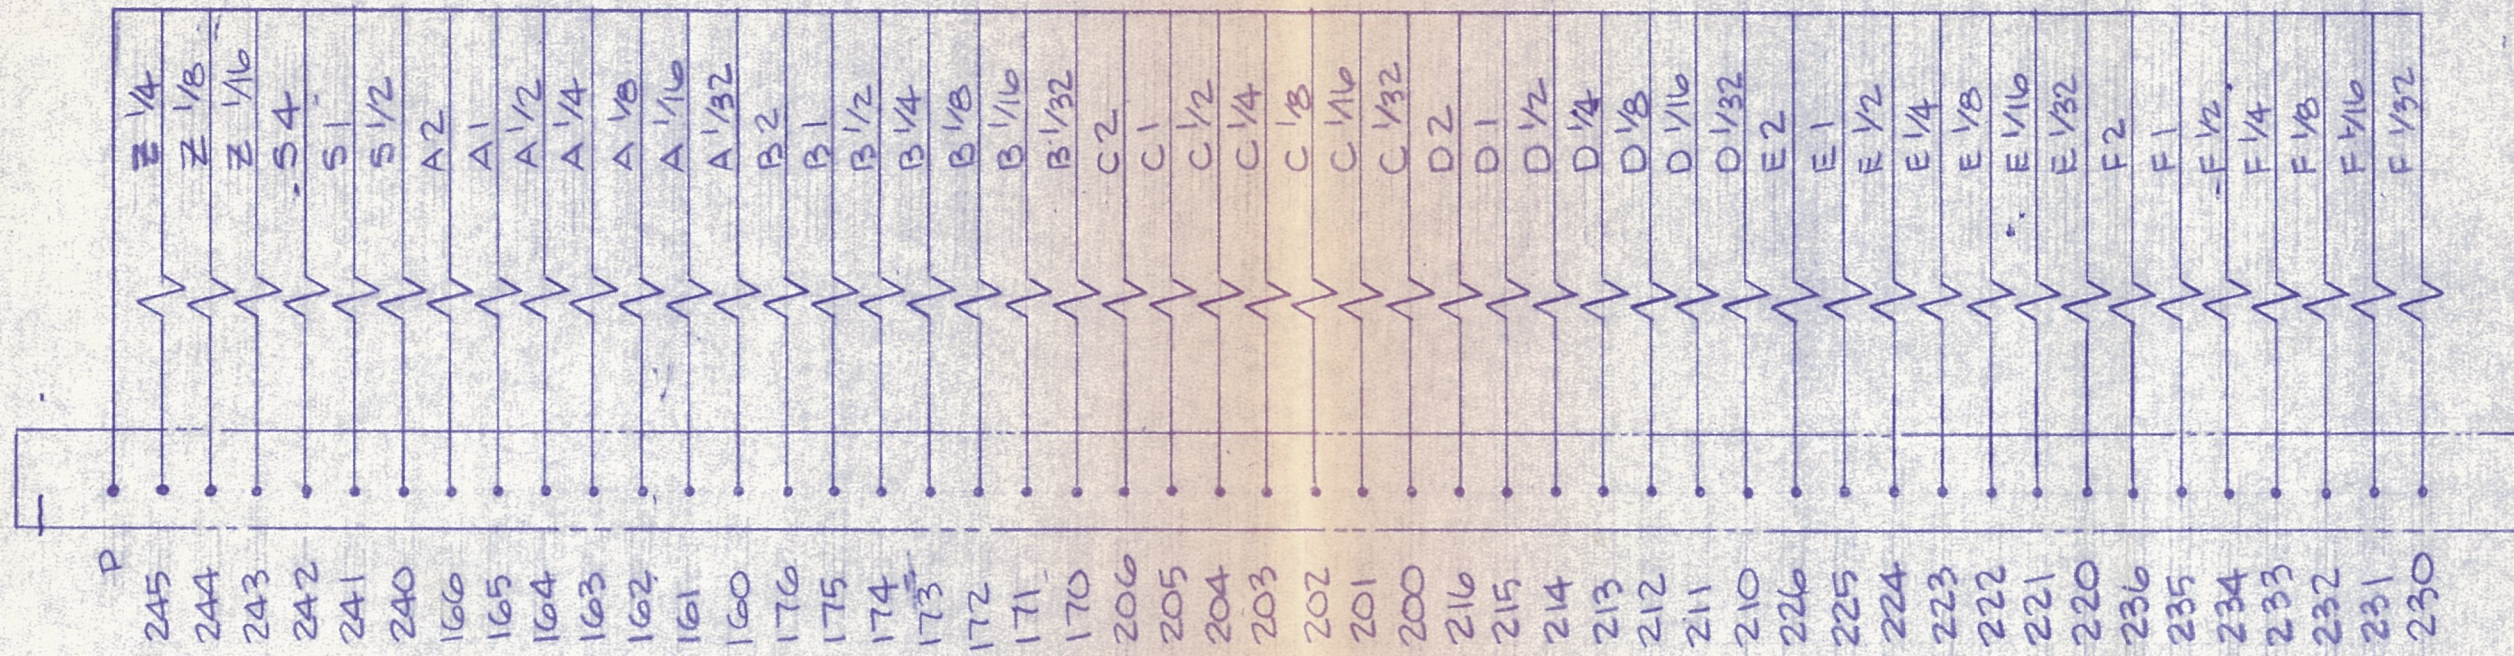 Z 1/4
Z 1/8
Z 1/16
S 4
S 1
S 1/2
A 2
A 1
A 1/2
A 1/4
A 1/8
A 1/16
A 1/32
B 2
B 1
B 1/2
B 1/4
B 1/8
B 1/16
B 1/32
C 2
C 1
C 1/2
C 1/4
C 1/8
C 1/16
C 1/32
D 2
D 1
D 1/2
D 1/4
D 1/8
D 1/16
D 1/32
E 2
E 1
E 1/2
E 1/4
E 1/8
E 1/16
E 1/32
F 2
F 1
F 1/2
F 1/4
F 1/8
F 1/16
F 1/32
P
245
244
243
242
241
240
166
165
164
163
162
161
160
176
175
174
173
172
171
170
206
205
204
203
202
201
200
216
215
214
213
212
211
210
226
225
224
223
222
221
220
236
235
234
233
232
231
230